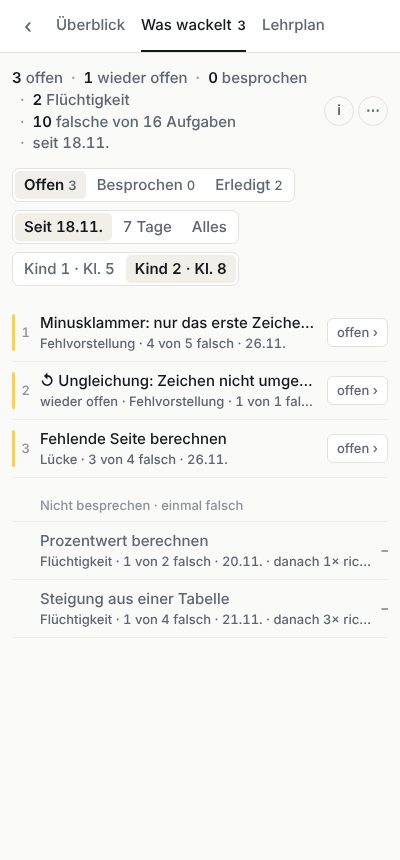 ‹ Überblick Was wackelt 3 Lehrplan
3 offen · 1 wieder offen · 0 besprochen
· 2 Flüchtigkeit
· 10 falsche von 16 Aufgaben
· seit 18.11.
i ···
Offen 3 Besprochen 0 Erledigt 2
Seit 18.11. 7 Tage Alles
Kind 1 · Kl. 5 Kind 2 · Kl. 8
1 Minusklammer: nur das erste Zeiche... offen ›
Fehlvorstellung · 4 von 5 falsch · 26.11.
2 ↺ Ungleichung: Zeichen nicht umge... offen ›
wieder offen · Fehlvorstellung · 1 von 1 fal...
3 Fehlende Seite berechnen offen ›
Lücke · 3 von 4 falsch · 26.11.
Nicht besprechen · einmal falsch
Prozentwert berechnen –
Flüchtigkeit · 1 von 2 falsch · 20.11. · danach 1× ric...
Steigung aus einer Tabelle –
Flüchtigkeit · 1 von 4 falsch · 21.11. · danach 3× ric...